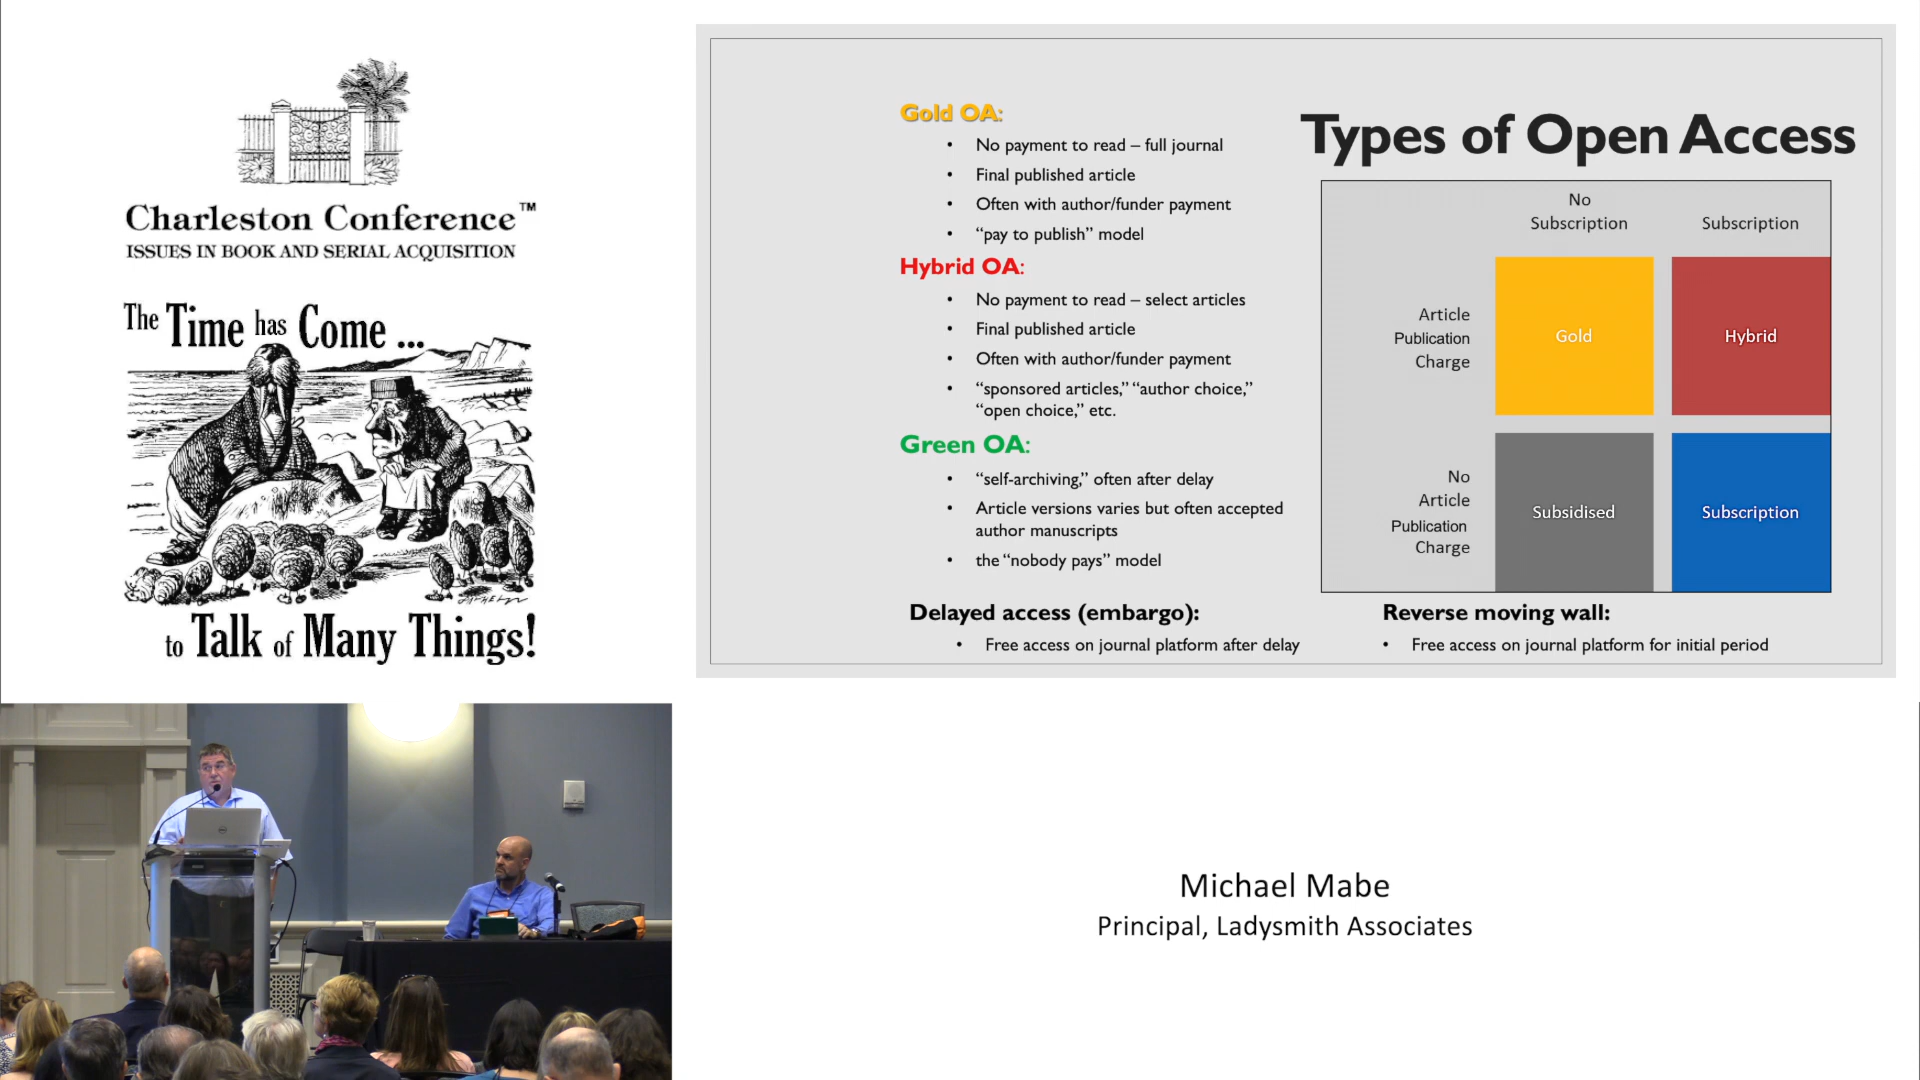 Charleston Conference™
ISSUES IN BOOK AND SERIAL ACQUISITION
The Time has Come ...
to Talk of Many Things!
Types of Open Access
Gold OA:
• No payment to read – full journal
• Final published article
• Often with author/funder payment
• “pay to publish” model
Hybrid OA:
• No payment to read – select articles
• Final published article
• Often with author/funder payment
• “sponsored articles,” “author choice,”
“open choice,” etc.
Green OA:
• “self-archiving,” often after delay
• Article versions varies but often accepted
author manuscripts
• the “nobody pays” model
Delayed access (embargo):
• Free access on journal platform after delay
No
Subscription
Subscription
Article
Publication
Charge
Gold
Hybrid
No
Article
Publication
Charge
Subsidised
Subscription
Reverse moving wall:
• Free access on journal platform for initial period
Michael Mabe
Principal, Ladysmith Associates